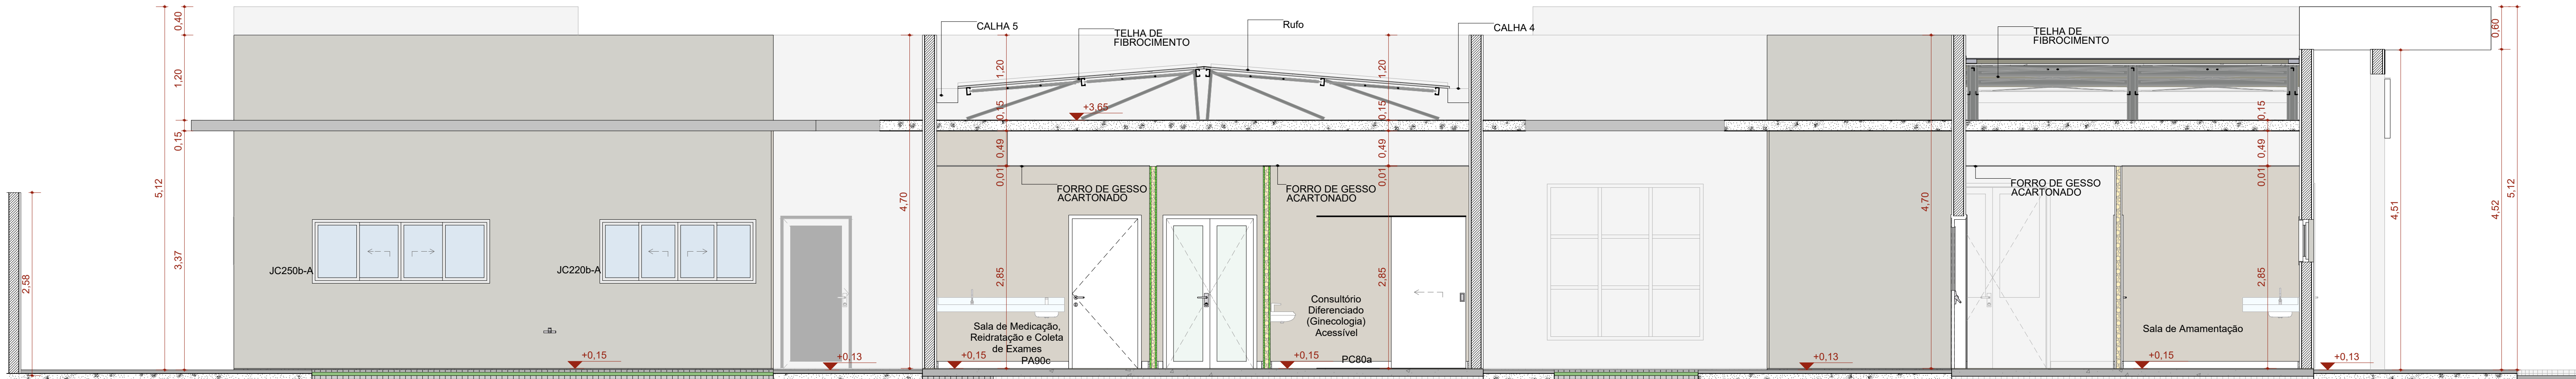 0,40
CALHA 5
Rufo
CALHA 4
0,60
TELHA DE
FIBROCIMENTO
TELHA DE
FIBROCIMENTO
1,20
1,20
1,20
+3,65
0,15
0,15
0,15
0,15
0,49
0,49
0,49
0,01
0,01
0,01
5,12
4,70
4,70
4,51
4,52
5,12
FORRO DE GESSO
ACARTONADO
FORRO DE GESSO
ACARTONADO
FORRO DE GESSO
ACARTONADO
2,58
3,37
JC250b-A
JC220b-A
2,85
2,85
2,85
Sala de Medicação,
Reidratação e Coleta
de Exames
PA90c
Consultório
Diferenciado
(Ginecologia)
Acessível
PC80a
Sala de Amamentação
+0,15
+0,13
+0,15
+0,15
+0,13
+0,15
+0,13